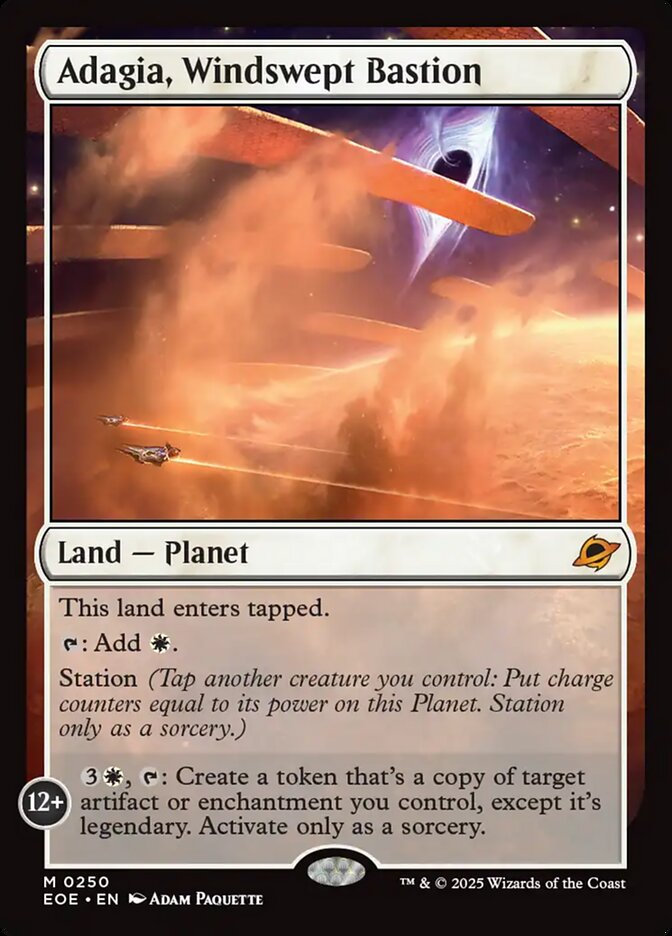 Adagia, Windswept Bastion
Land — Planet
This land enters tapped.
: Add .
Station (Tap another creature you control: Put charge
counters equal to its power on this Planet. Station
only as a sorcery.)
12+
3, : Create a token that's a copy of target
artifact or enchantment you control, except it's
legendary. Activate only as a sorcery.
M 0250
EOE • EN Adam Paquette
™ & © 2025 Wizards of the Coast